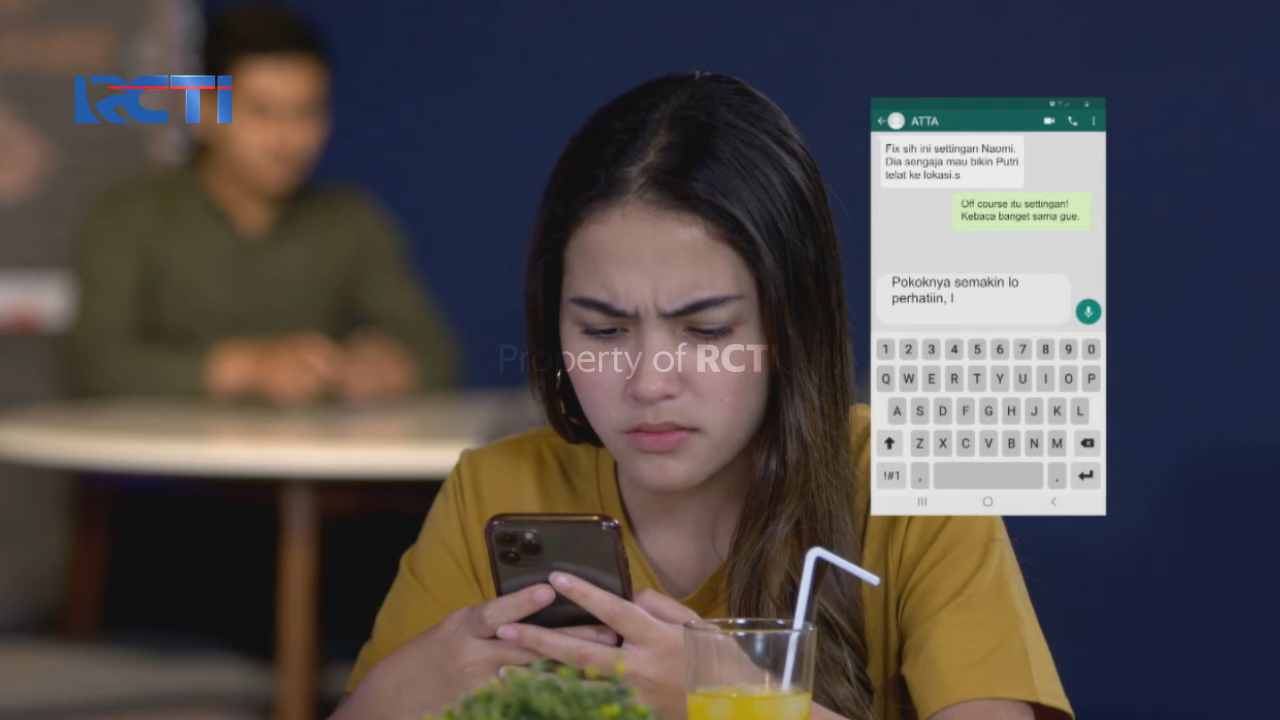 RCTI
ATTA
Fix sih ini settingan Naomi.
Dia sengaja mau bikin Putri
telat ke lokasi.s
Off course itu settingan!
Kebaca banget sama gue.
Pokoknya semakin lo
perhatiin, l
Property of RCTI
1 2 3 4 5 6 7 8 9 0
Q W E R T Y U I O P
A S D F G H J K L
Z X C V B N M
!#1 , .